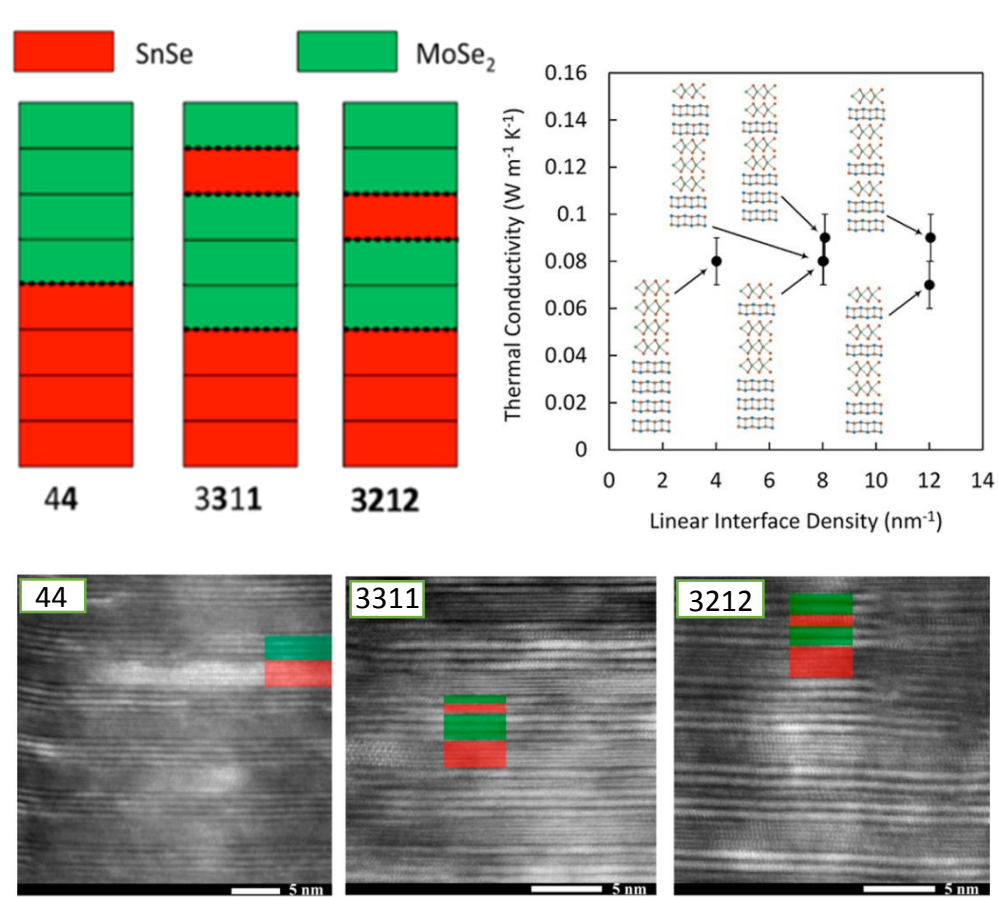 SnSe
MoSe₂
44
3311
3212
Thermal Conductivity (W m⁻¹ K⁻¹)
0.16
0.14
0.12
0.1
0.08
0.06
0.04
0.02
0
0 2 4 6 8 10 12 14
Linear Interface Density (nm⁻¹)
44
3311
3212
5 nm
5 nm
5 nm